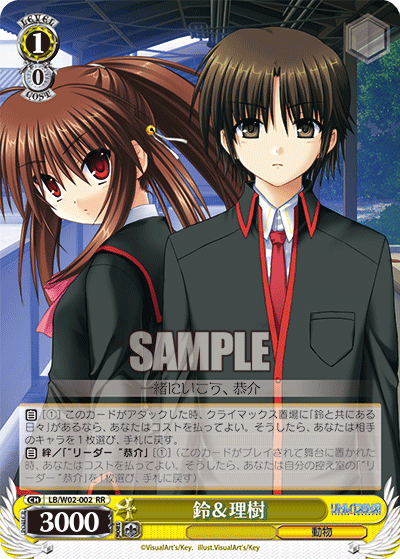 LEVEL
1
0
COST
SAMPLE
一緒にいこう、恭介
自 [①] このカードがアタックした時、クライマックス置場に「鈴と共にある
日々」があるなら、あなたはコストを払ってよい。そうしたら、あなたは相手
のキャラを1枚選び、手札に戻す。
自 絆／「“リーダー”恭介」 [①] (このカードがプレイされて舞台に置かれた
時、あなたはコストを払ってよい。そうしたら、あなたは自分の控え室の「“リ
ーダー”恭介」を1枚選び、手札に戻す)
CH LB/W02-002 RR
3000
鈴&理樹
動物
©VisualArt's/Key. illust.VisualArt's/Key.